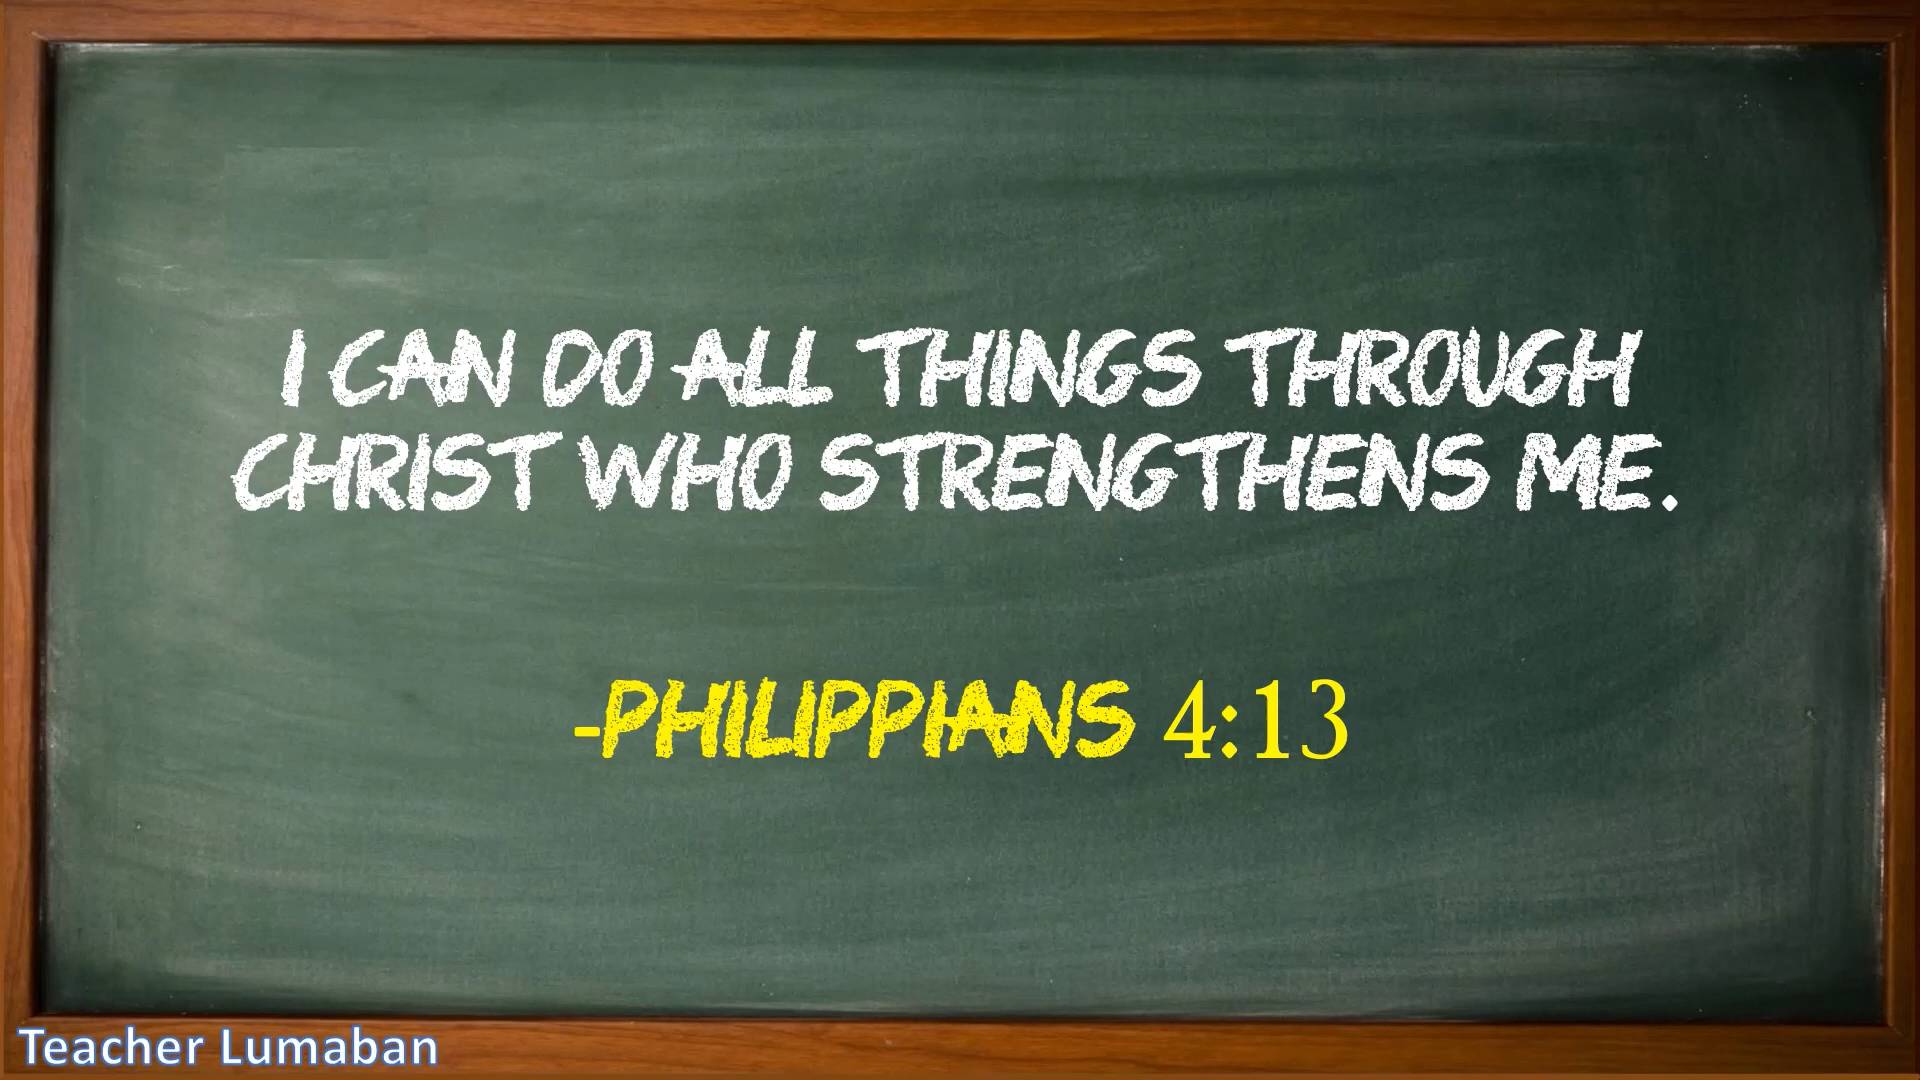 I CAN DO ALL THINGS THROUGH
CHRIST WHO STRENGTHENS ME.
-PHILIPPIANS 4:13
Teacher Lumaban